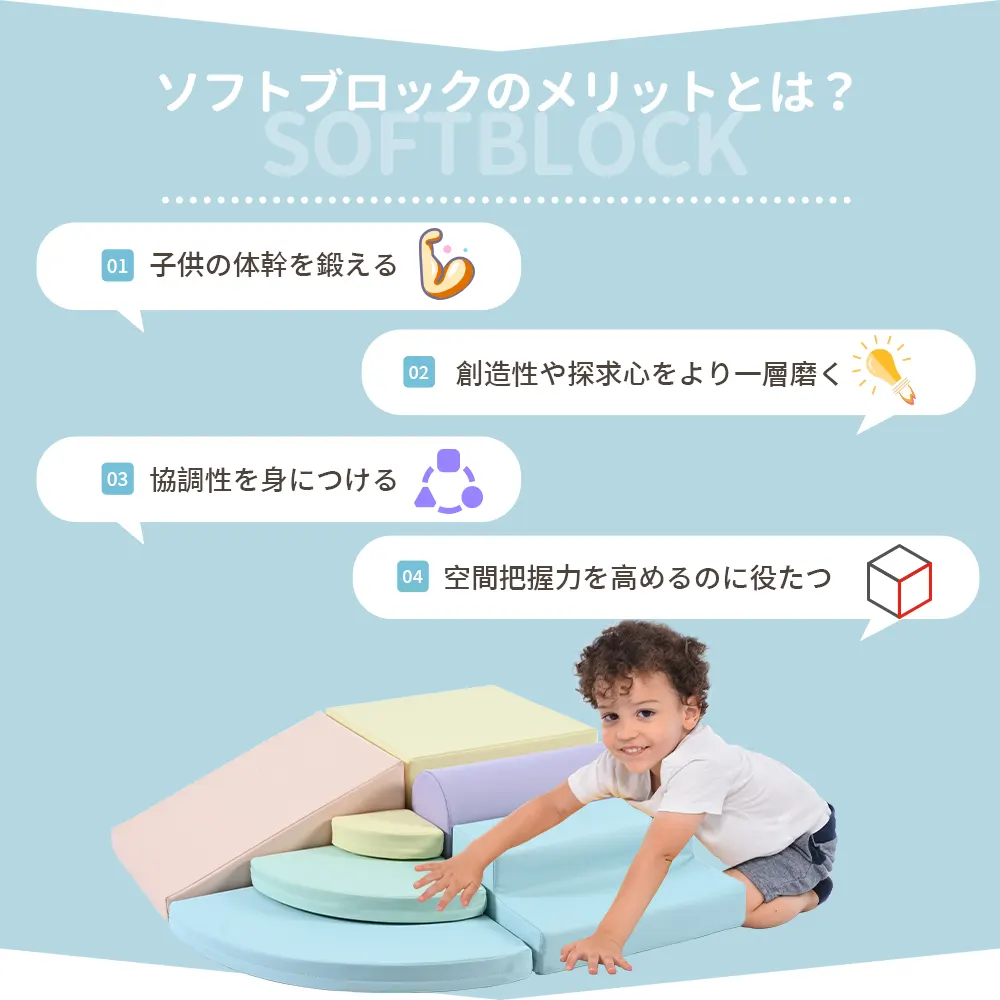 ソフトブロックのメリットとは？
SOFTBLOCK
01 子供の体幹を鍛える
02 創造性や探求心をより一層磨く
03 協調性を身につける
04 空間把握力を高めるのに役たつ